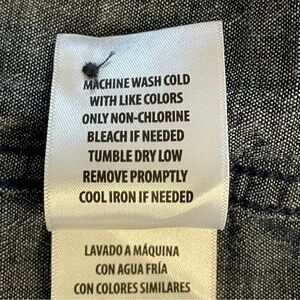 MACHINE WASH COLD
WITH LIKE COLORS
ONLY NON-CHLORINE
BLEACH IF NEEDED
TUMBLE DRY LOW
REMOVE PROMPTLY
COOL IRON IF NEEDED
LAVADO A MÁQUINA
CON AGUA FRÍA
CON COLORES SIMILARES